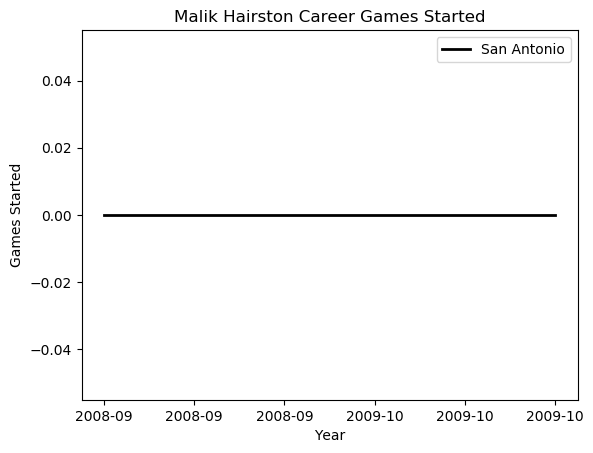 Malik Hairston Career Games Started
San Antonio
0.04
0.02
0.00
−0.02
−0.04
Games Started
2008-09 2008-09 2008-09 2009-10 2009-10 2009-10
Year